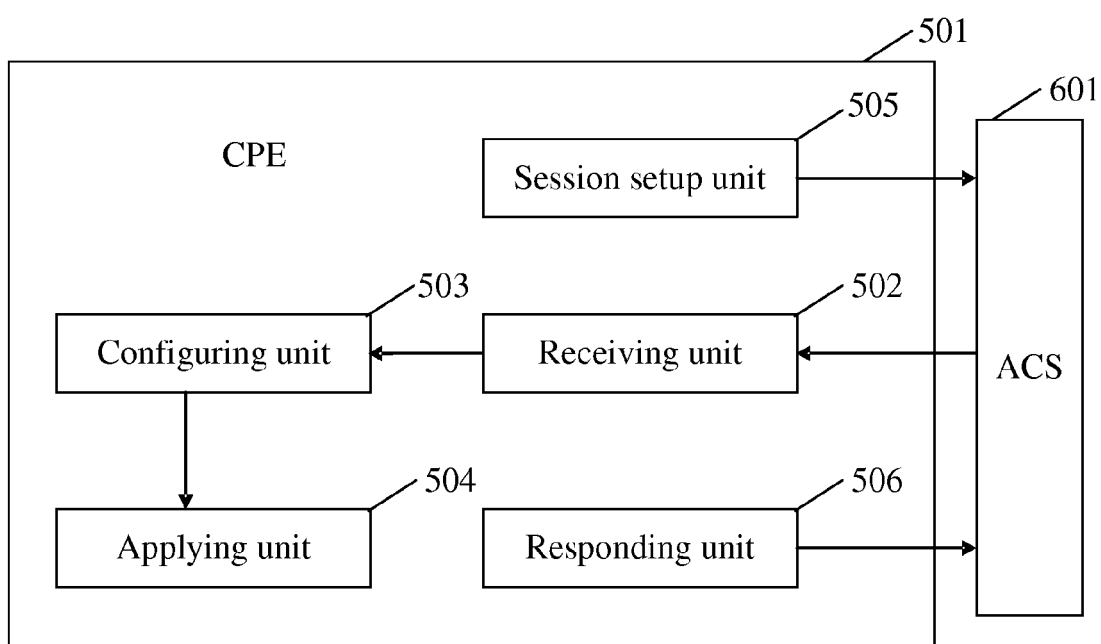 501
601
505
CPE
Session setup unit
503
502
Configuring unit
Receiving unit
ACS
504
506
Applying unit
Responding unit